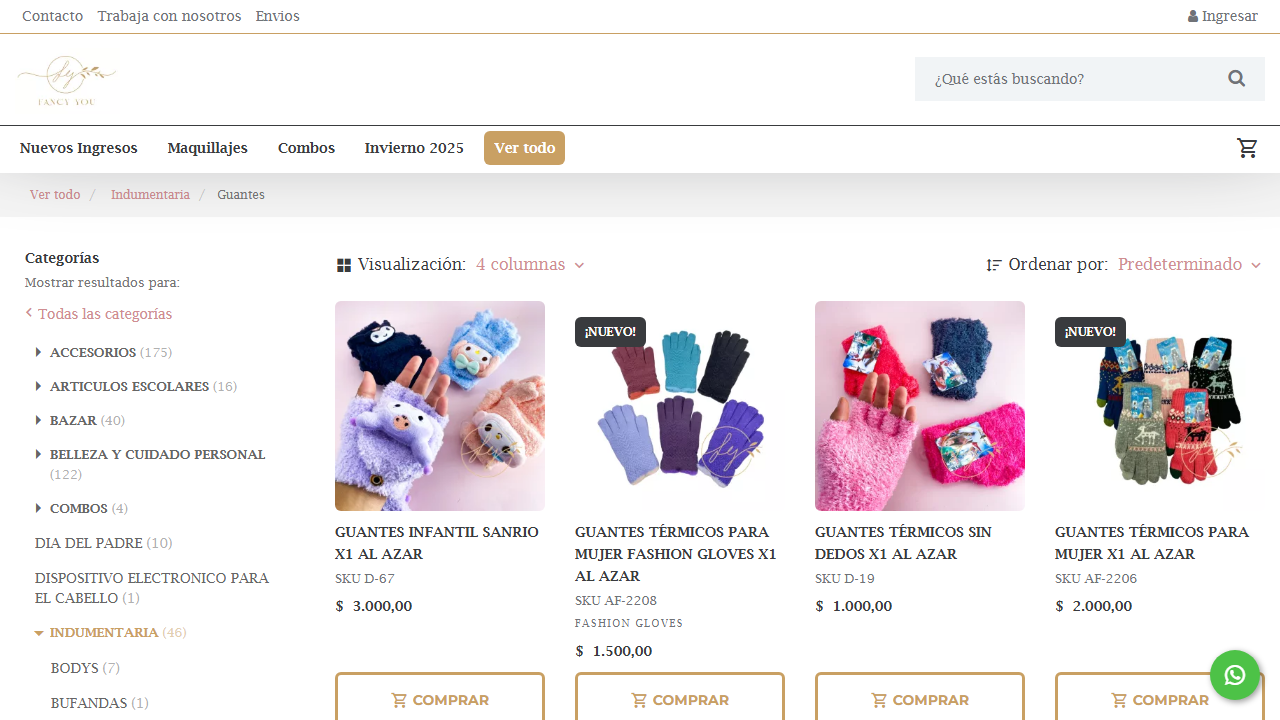 Contacto Trabaja con nosotros Envios Ingresar
FANCY YOU
¿Qué estás buscando?
Nuevos Ingresos Maquillajes Combos Invierno 2025 Ver todo
Ver todo / Indumentaria / Guantes
Categorías
Mostrar resultados para:
Todas las categorías
ACCESORIOS (175)
ARTICULOS ESCOLARES (16)
BAZAR (40)
BELLEZA Y CUIDADO PERSONAL
(122)
COMBOS (4)
DIA DEL PADRE (10)
DISPOSITIVO ELECTRONICO PARA
EL CABELLO (1)
INDUMENTARIA (46)
BODYS (7)
BUFANDAS (1)
Visualización: 4 columnas
Ordenar por: Predeterminado
GUANTES INFANTIL SANRIO
X1 AL AZAR
SKU D-67
$ 3.000,00
COMPRAR
¡NUEVO!
GUANTES TÉRMICOS PARA
MUJER FASHION GLOVES X1
AL AZAR
SKU AF-2208
FASHION GLOVES
$ 1.500,00
COMPRAR
GUANTES TÉRMICOS SIN
DEDOS X1 AL AZAR
SKU D-19
$ 1.000,00
COMPRAR
¡NUEVO!
GUANTES TÉRMICOS PARA
MUJER X1 AL AZAR
SKU AF-2206
$ 2.000,00
COMPRAR